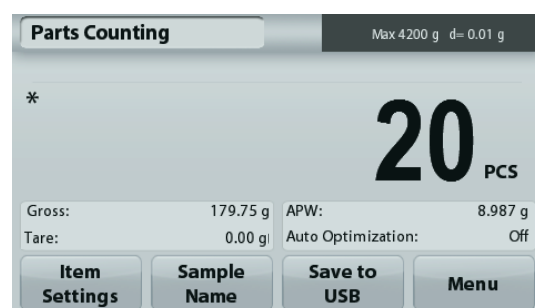 Parts Counting
Max 4200 g d= 0.01 g
*
20 PCS
Gross: 179.75 g APW: 8.987 g
Tare: 0.00 g Auto Optimization: Off
Item Settings
Sample Name
Save to USB
Menu